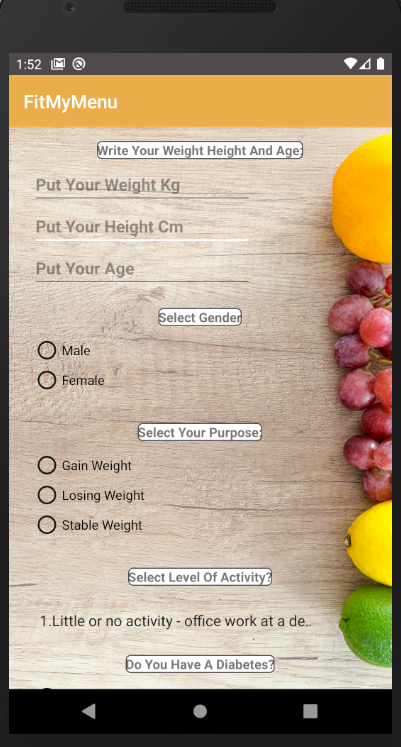 1:52
FitMyMenu
Write Your Weight Height And Age:
Put Your Weight Kg
Put Your Height Cm
Put Your Age
Select Gender
Male
Female
Select Your Purpose:
Gain Weight
Losing Weight
Stable Weight
Select Level Of Activity?
1.Little or no activity - office work at a de..
Do You Have A Diabetes?